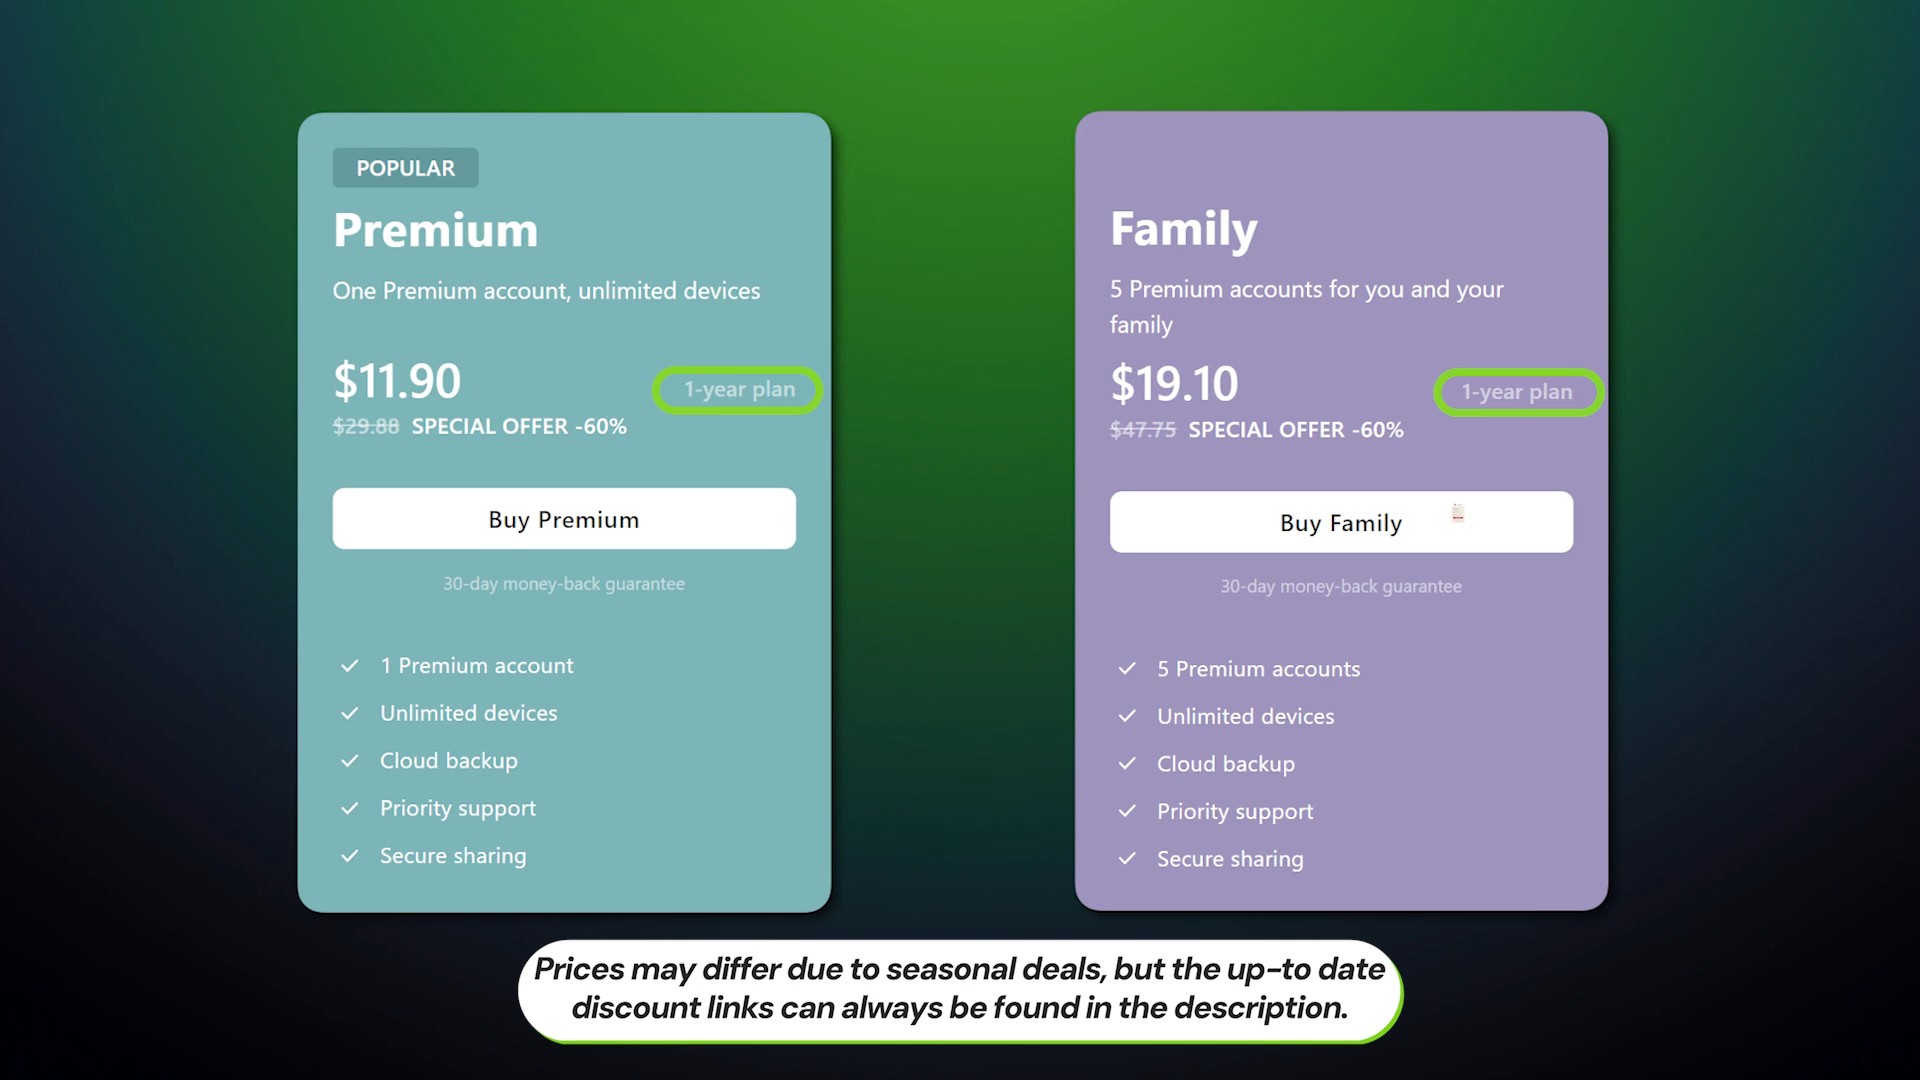 POPULAR
Premium
One Premium account, unlimited devices
$11.90
1-year plan
$29.88 SPECIAL OFFER -60%
Buy Premium
30-day money-back guarantee
1 Premium account
Unlimited devices
Cloud backup
Priority support
Secure sharing
Family
5 Premium accounts for you and your
family
$19.10
1-year plan
$47.75 SPECIAL OFFER -60%
Buy Family
30-day money-back guarantee
5 Premium accounts
Unlimited devices
Cloud backup
Priority support
Secure sharing
Prices may differ due to seasonal deals, but the up-to date
discount links can always be found in the description.